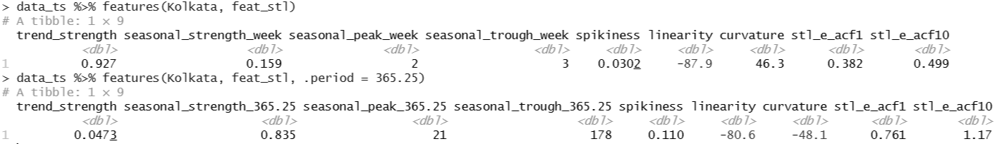 > data_ts %>% features(Kolkata, feat_stl)
# A tibble: 1 × 9
trend_strength seasonal_strength_week seasonal_peak_week seasonal_trough_week spikiness linearity curvature stl_e_acf1 stl_e_acf10
<dbl> <dbl> <dbl> <dbl> <dbl> <dbl> <dbl> <dbl> <dbl>
1 0.927 0.159 2 3 0.0302 -87.9 46.3 0.382 0.499
> data_ts %>% features(Kolkata, feat_stl, .period = 365.25)
# A tibble: 1 × 9
trend_strength seasonal_strength_365.25 seasonal_peak_365.25 seasonal_trough_365.25 spikiness linearity curvature stl_e_acf1 stl_e_acf10
<dbl> <dbl> <dbl> <dbl> <dbl> <dbl> <dbl> <dbl> <dbl>
1 0.0473 0.835 21 178 0.110 -80.6 -48.1 0.761 1.17